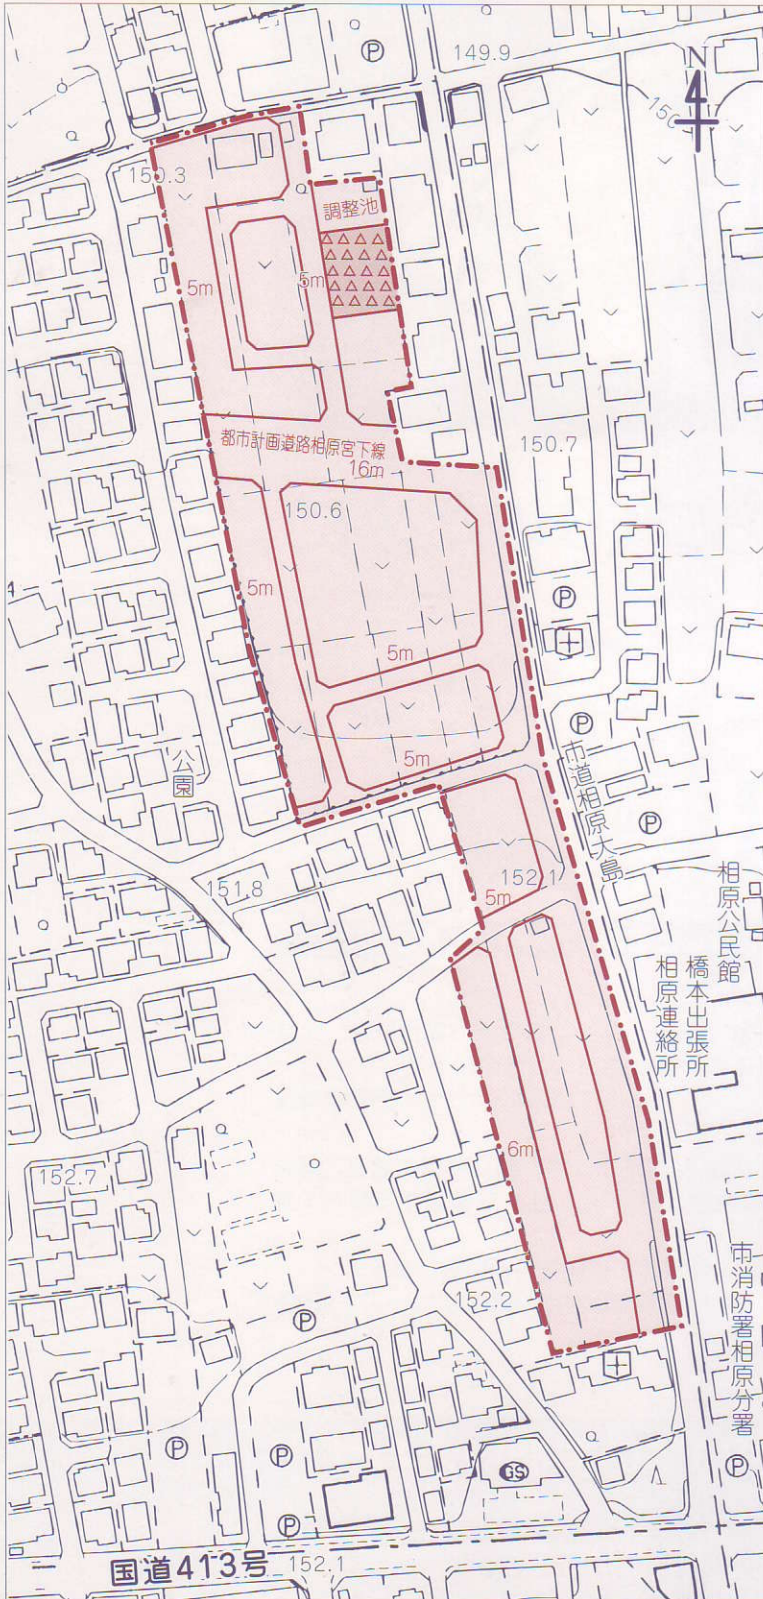 149.9
P
N
150
150.3
調整池
5m
5m
都市計画道路相原宮下線
16m
150.7
150.6
5m
P
5m
P
公園
5m
市道相原大島
P
151.8
152.1
5m
相原公民館
橋本出張所
相原連絡所
6m
152.7
市消防署相原分署
152.2
P
P
P
GS
P
P
国道413号
152.1